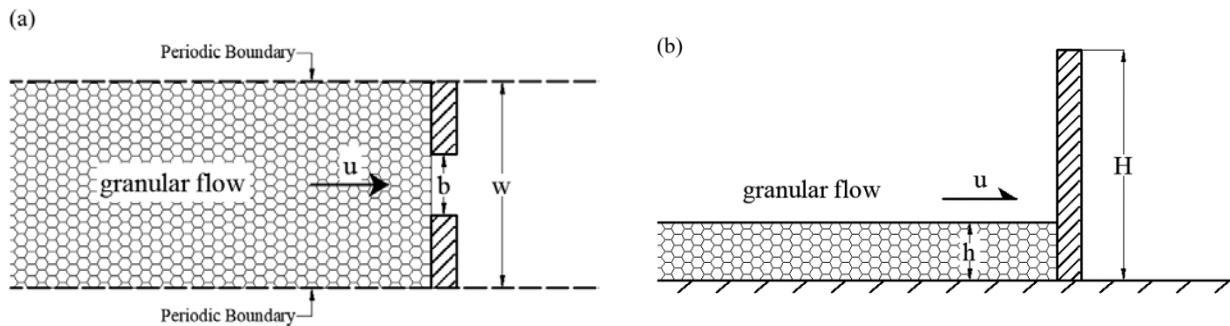 (a)
Periodic Boundary
granular flow
u
b
w
Periodic Boundary
(b)
granular flow
u
h
H